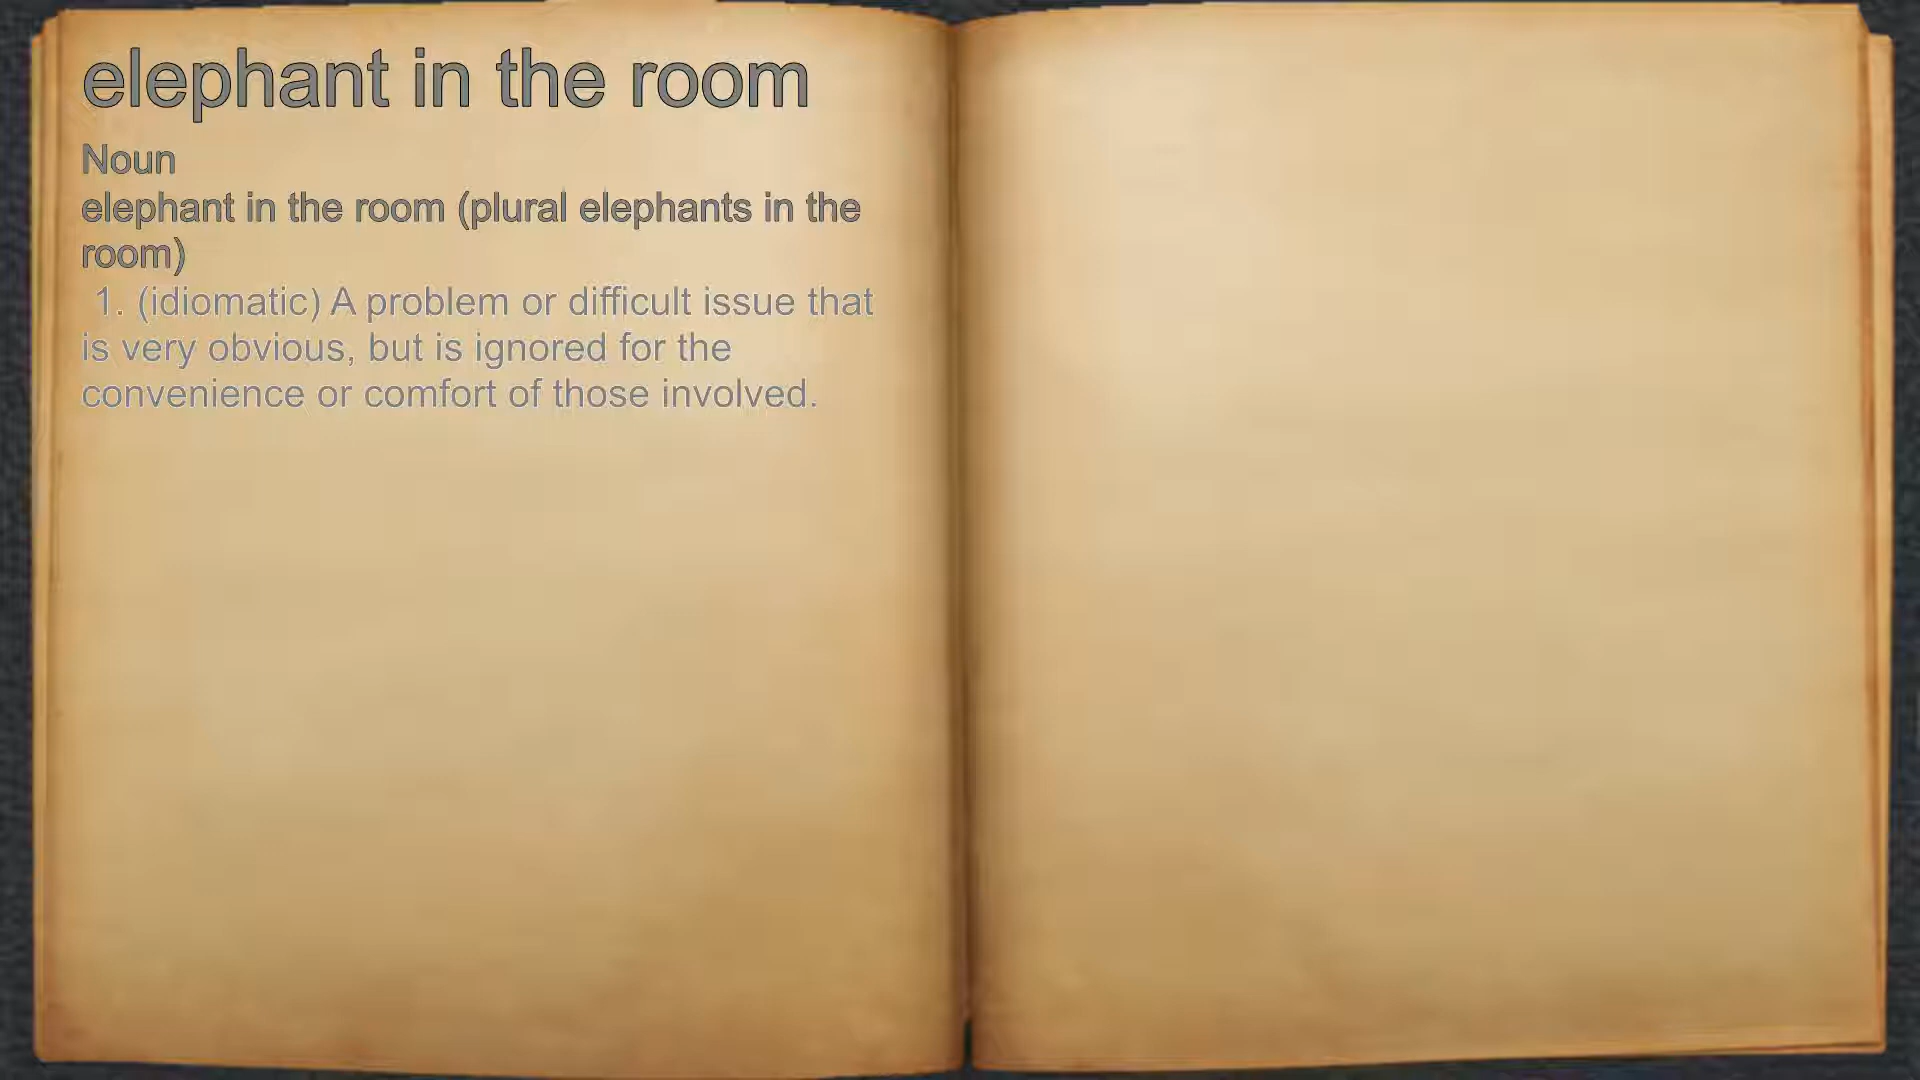 elephant in the room
Noun
elephant in the room (plural elephants in the
room)
1. (idiomatic) A problem or difficult issue that
is very obvious, but is ignored for the
convenience or comfort of those involved.